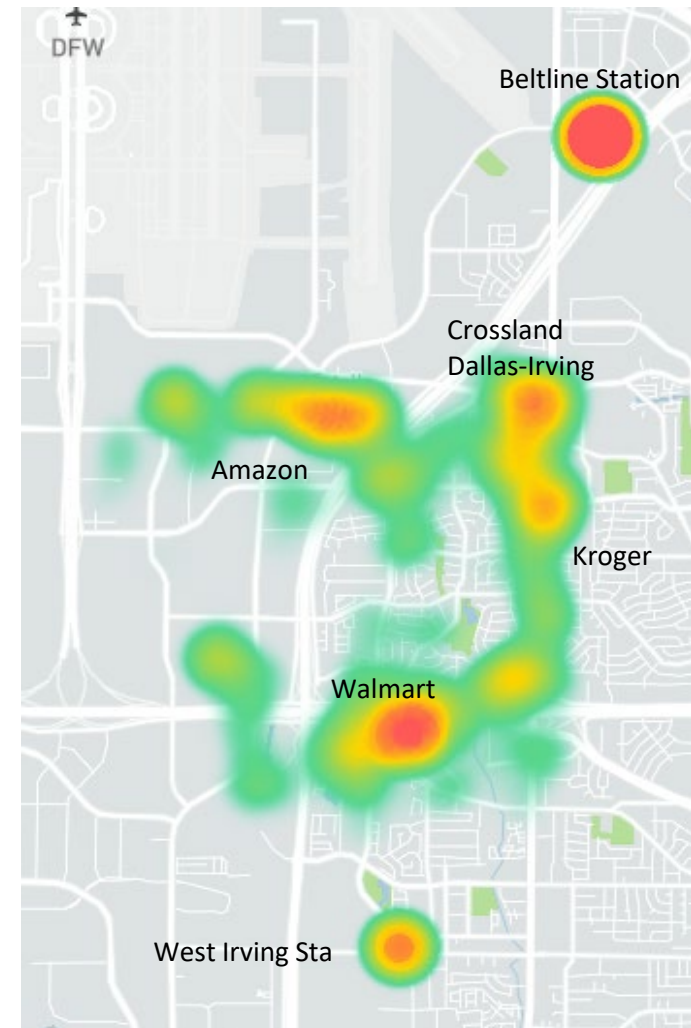 DFW
Beltline Station
Crossland
Dallas-Irving
Amazon
Kroger
Walmart
West Irving Sta